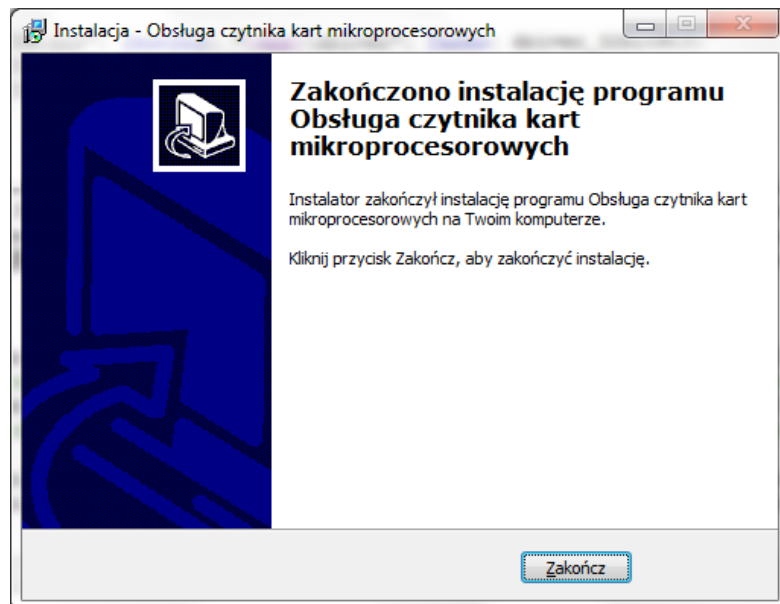 Instalacja - Obsługa czytnika kart mikroprocesorowych
Zakończono instalację programu
Obsługa czytnika kart
mikroprocesorowych
Instalator zakończył instalację programu Obsługa czytnika kart
mikroprocesorowych na Twoim komputerze.
Kliknij przycisk Zakończ, aby zakończyć instalację.
Zakończ